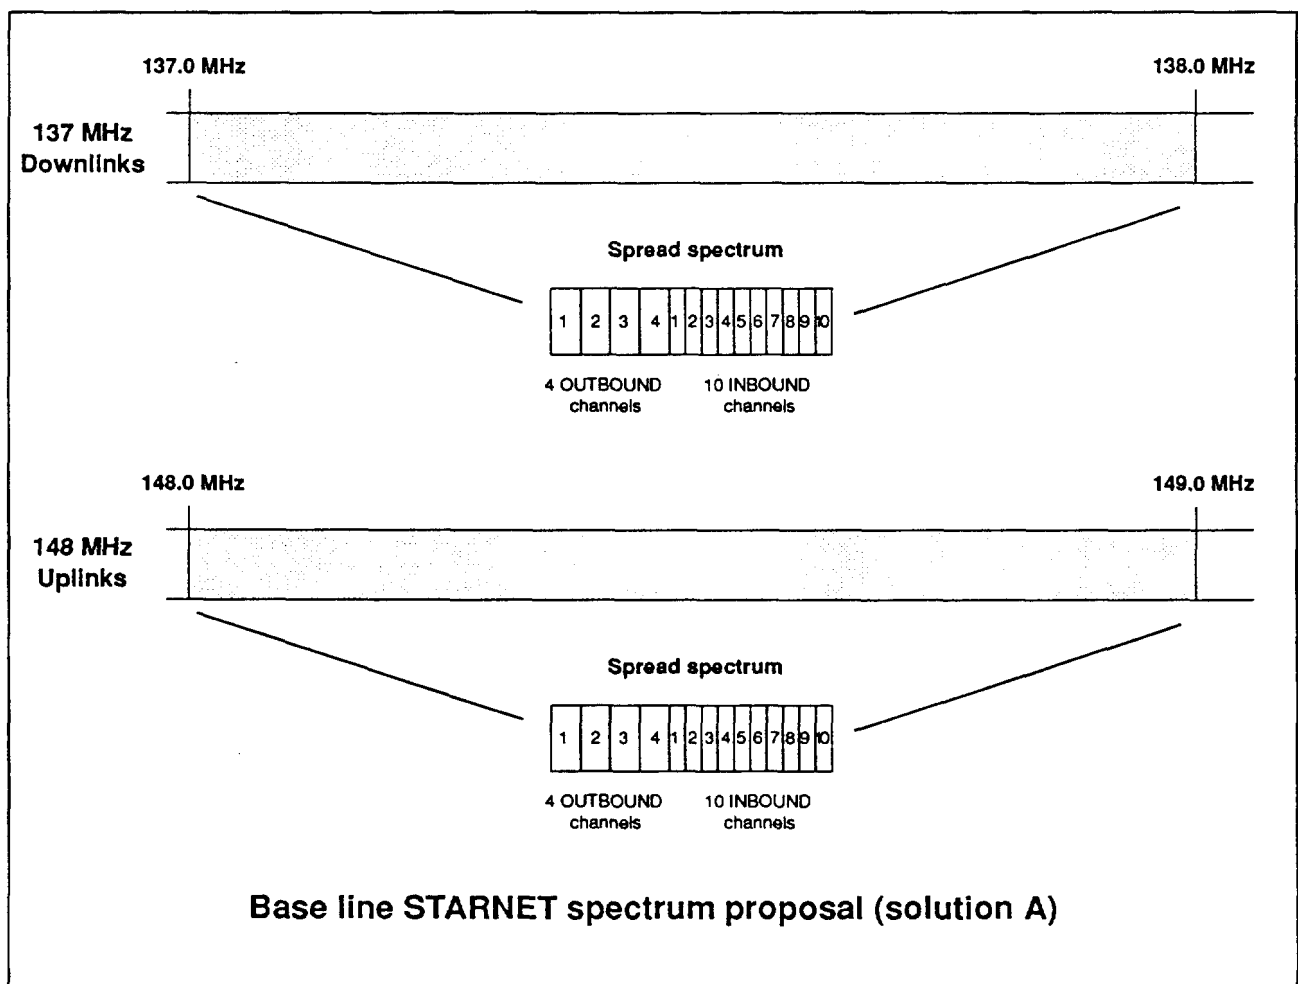 137.0 MHz 138.0 MHz
137 MHz
Downlinks
Spread spectrum
1 2 3 4 1 2 3 4 5 6 7 8 9 10
4 OUTBOUND channels 10 INBOUND channels
148.0 MHz 149.0 MHz
148 MHz
Uplinks
Spread spectrum
1 2 3 4 1 2 3 4 5 6 7 8 9 10
4 OUTBOUND channels 10 INBOUND channels
Base line STARNET spectrum proposal (solution A)